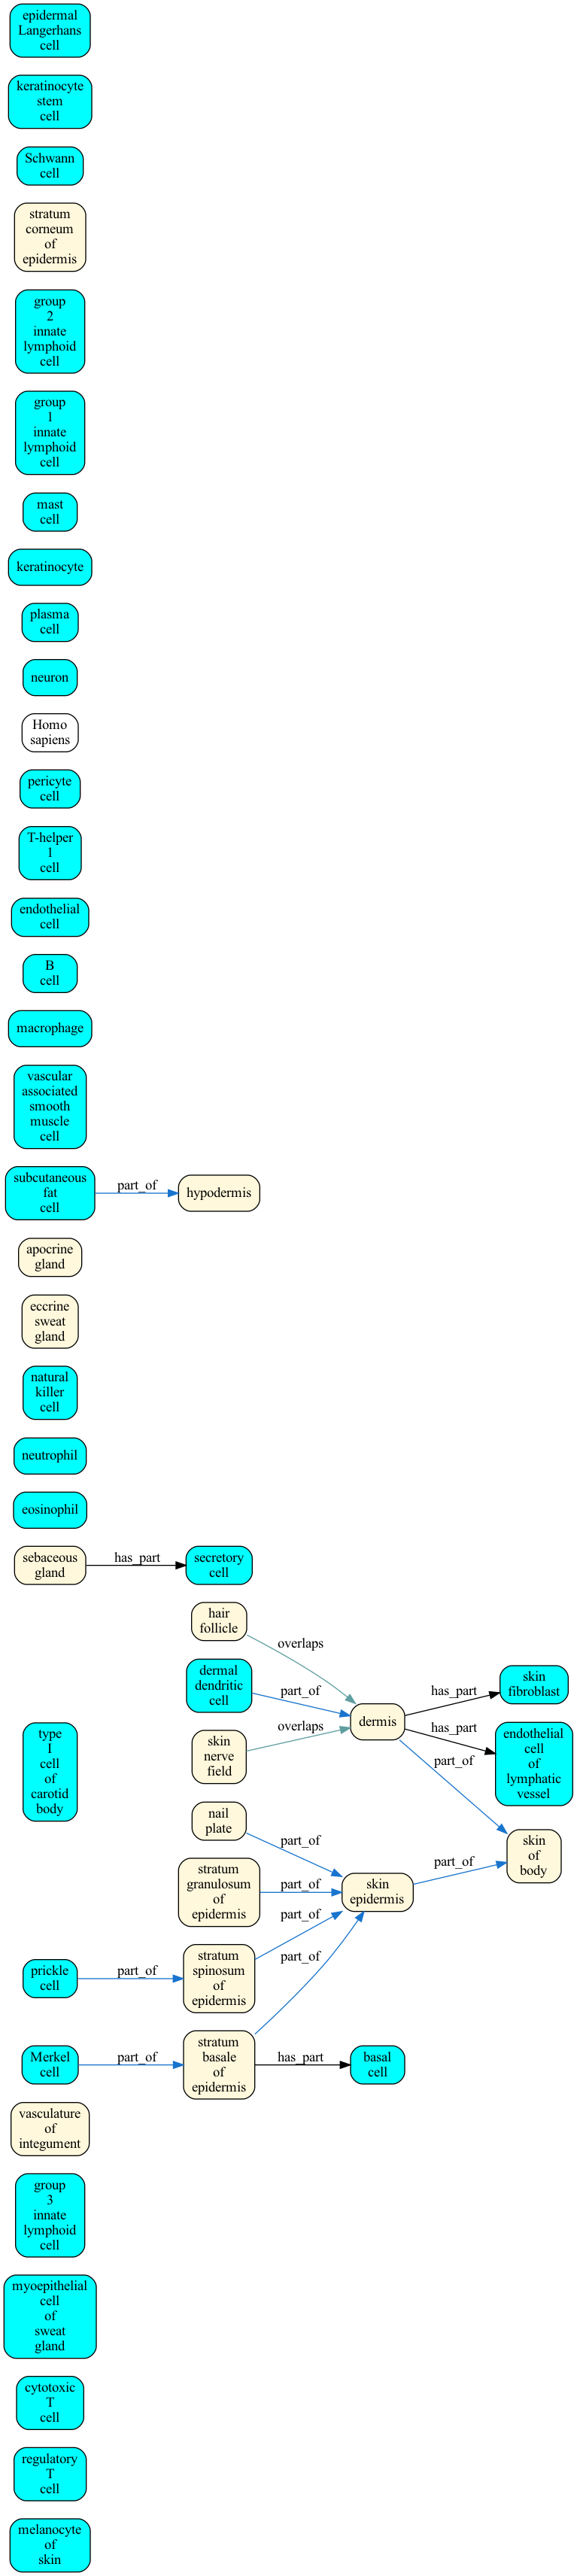 epidermal
Langerhans
cell
keratinocyte
stem
cell
Schwann
cell
stratum
corneum
of
epidermis
group
2
innate
lymphoid
cell
group
1
innate
lymphoid
cell
mast
cell
keratinocyte
plasma
cell
neuron
Homo
sapiens
pericyte
cell
T-helper
1
cell
endothelial
cell
B
cell
macrophage
vascular
associated
smooth
muscle
cell
subcutaneous
fat
cell
part_of
hypodermis
apocrine
gland
eccrine
sweat
gland
natural
killer
cell
neutrophil
eosinophil
sebaceous
gland
has_part
secretory
cell
hair
follicle
overlaps
dermal
dendritic
cell
part_of
skin
nerve
field
overlaps
dermis
has_part
skin
fibroblast
has_part
endothelial
cell
of
lymphatic
vessel
part_of
type
I
cell
of
carotid
body
nail
plate
part_of
stratum
granulosum
of
epidermis
part_of
skin
epidermis
part_of
skin
of
body
prickle
cell
part_of
stratum
spinosum
of
epidermis
part_of
Merkel
cell
part_of
stratum
basale
of
epidermis
part_of
has_part
basal
cell
vasculature
of
integument
group
3
innate
lymphoid
cell
myoepithelial
cell
of
sweat
gland
cytotoxic
T
cell
regulatory
T
cell
melanocyte
of
skin